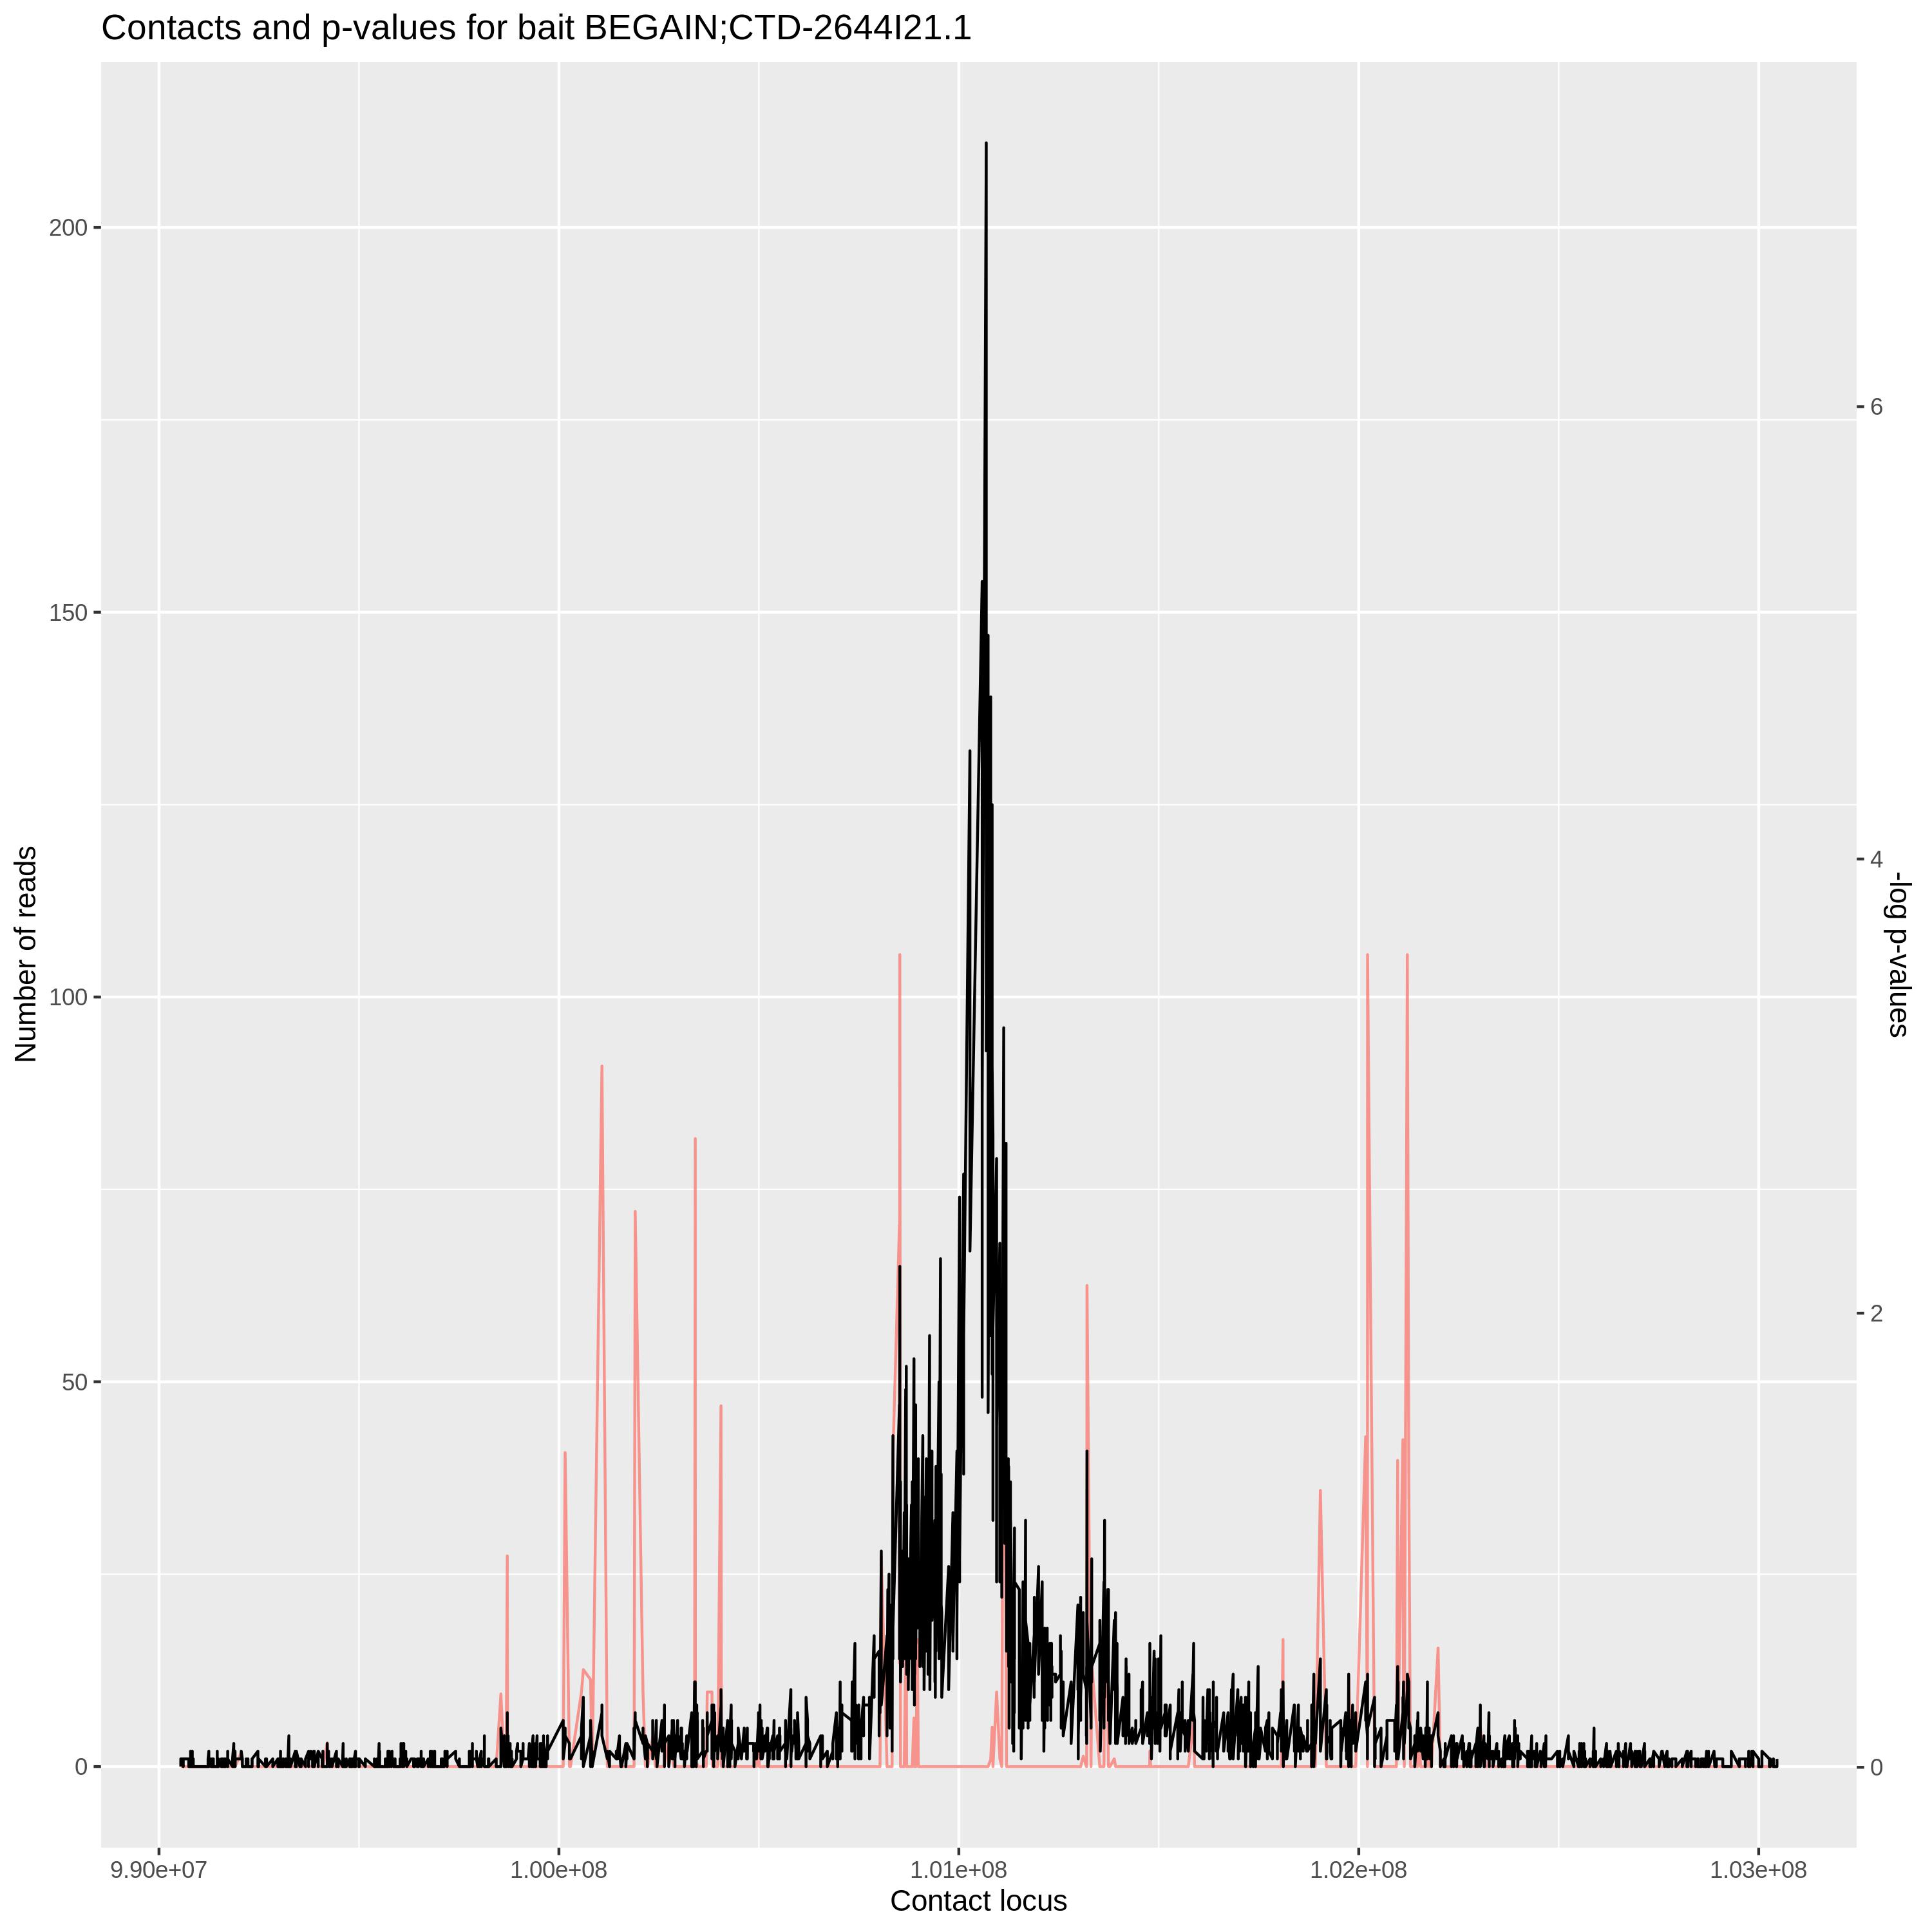 Contacts and p-values for bait BEGAIN;CTD-2644I21.1
200
150
100
50
0
Number of reads
6
4
2
0
-log p-values
9.90e+07 1.00e+08 1.01e+08 1.02e+08 1.03e+08
Contact locus